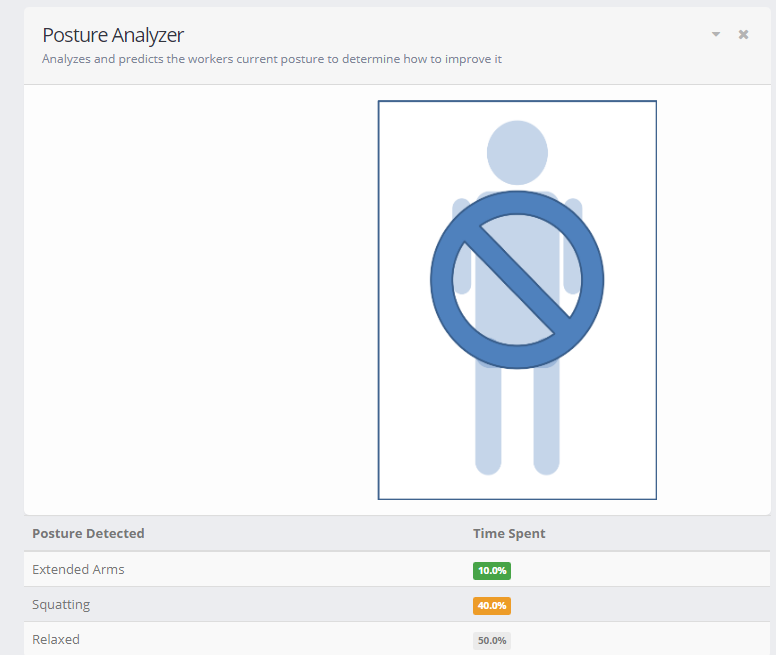 Posture Analyzer
Analyzes and predicts the workers current posture to determine how to improve it
Posture Detected Time Spent
Extended Arms 10.0%
Squatting 40.0%
Relaxed 50.0%